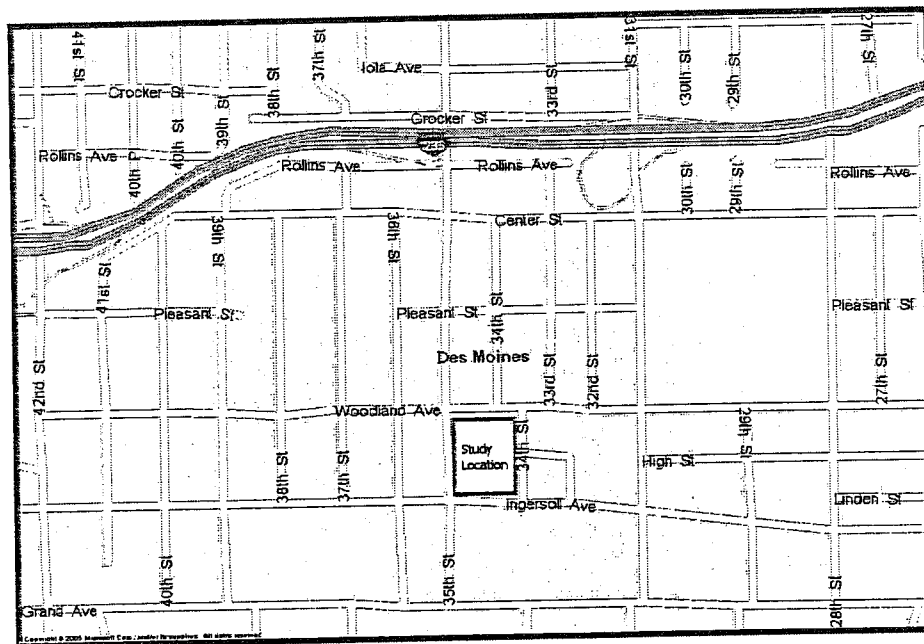 41st St
37th St
31st St
27th St
Iola Ave
30th St
29th St
Crocker St
38th St
33rd St
39th St
40th St
Crocker St
Rollins Ave
40th
Rollins Ave
Rollins Ave
30th St
29th St
Rollins Ave
39th St
36th St
Center St
41st St
Pleasant St
Pleasant St
34th St
Pleasant St
Des Moines
42nd St
33rd St
32nd St
27th St
Woodland Ave
29th St
Study
Location
34th St
High St
38th St
37th St
Ingersoll Ave
Linden St
40th St
35th St
28th St
Grand Ave